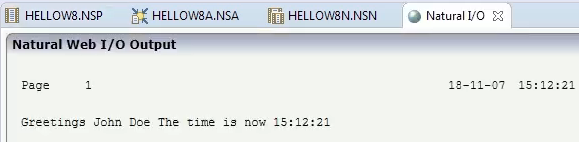 HELLOW8.NSP HELLOW8A.NSA HELLOW8N.NSN Natural I/O
Natural Web I/O Output
Page 1 18-11-07 15:12:21
Greetings John Doe The time is now 15:12:21